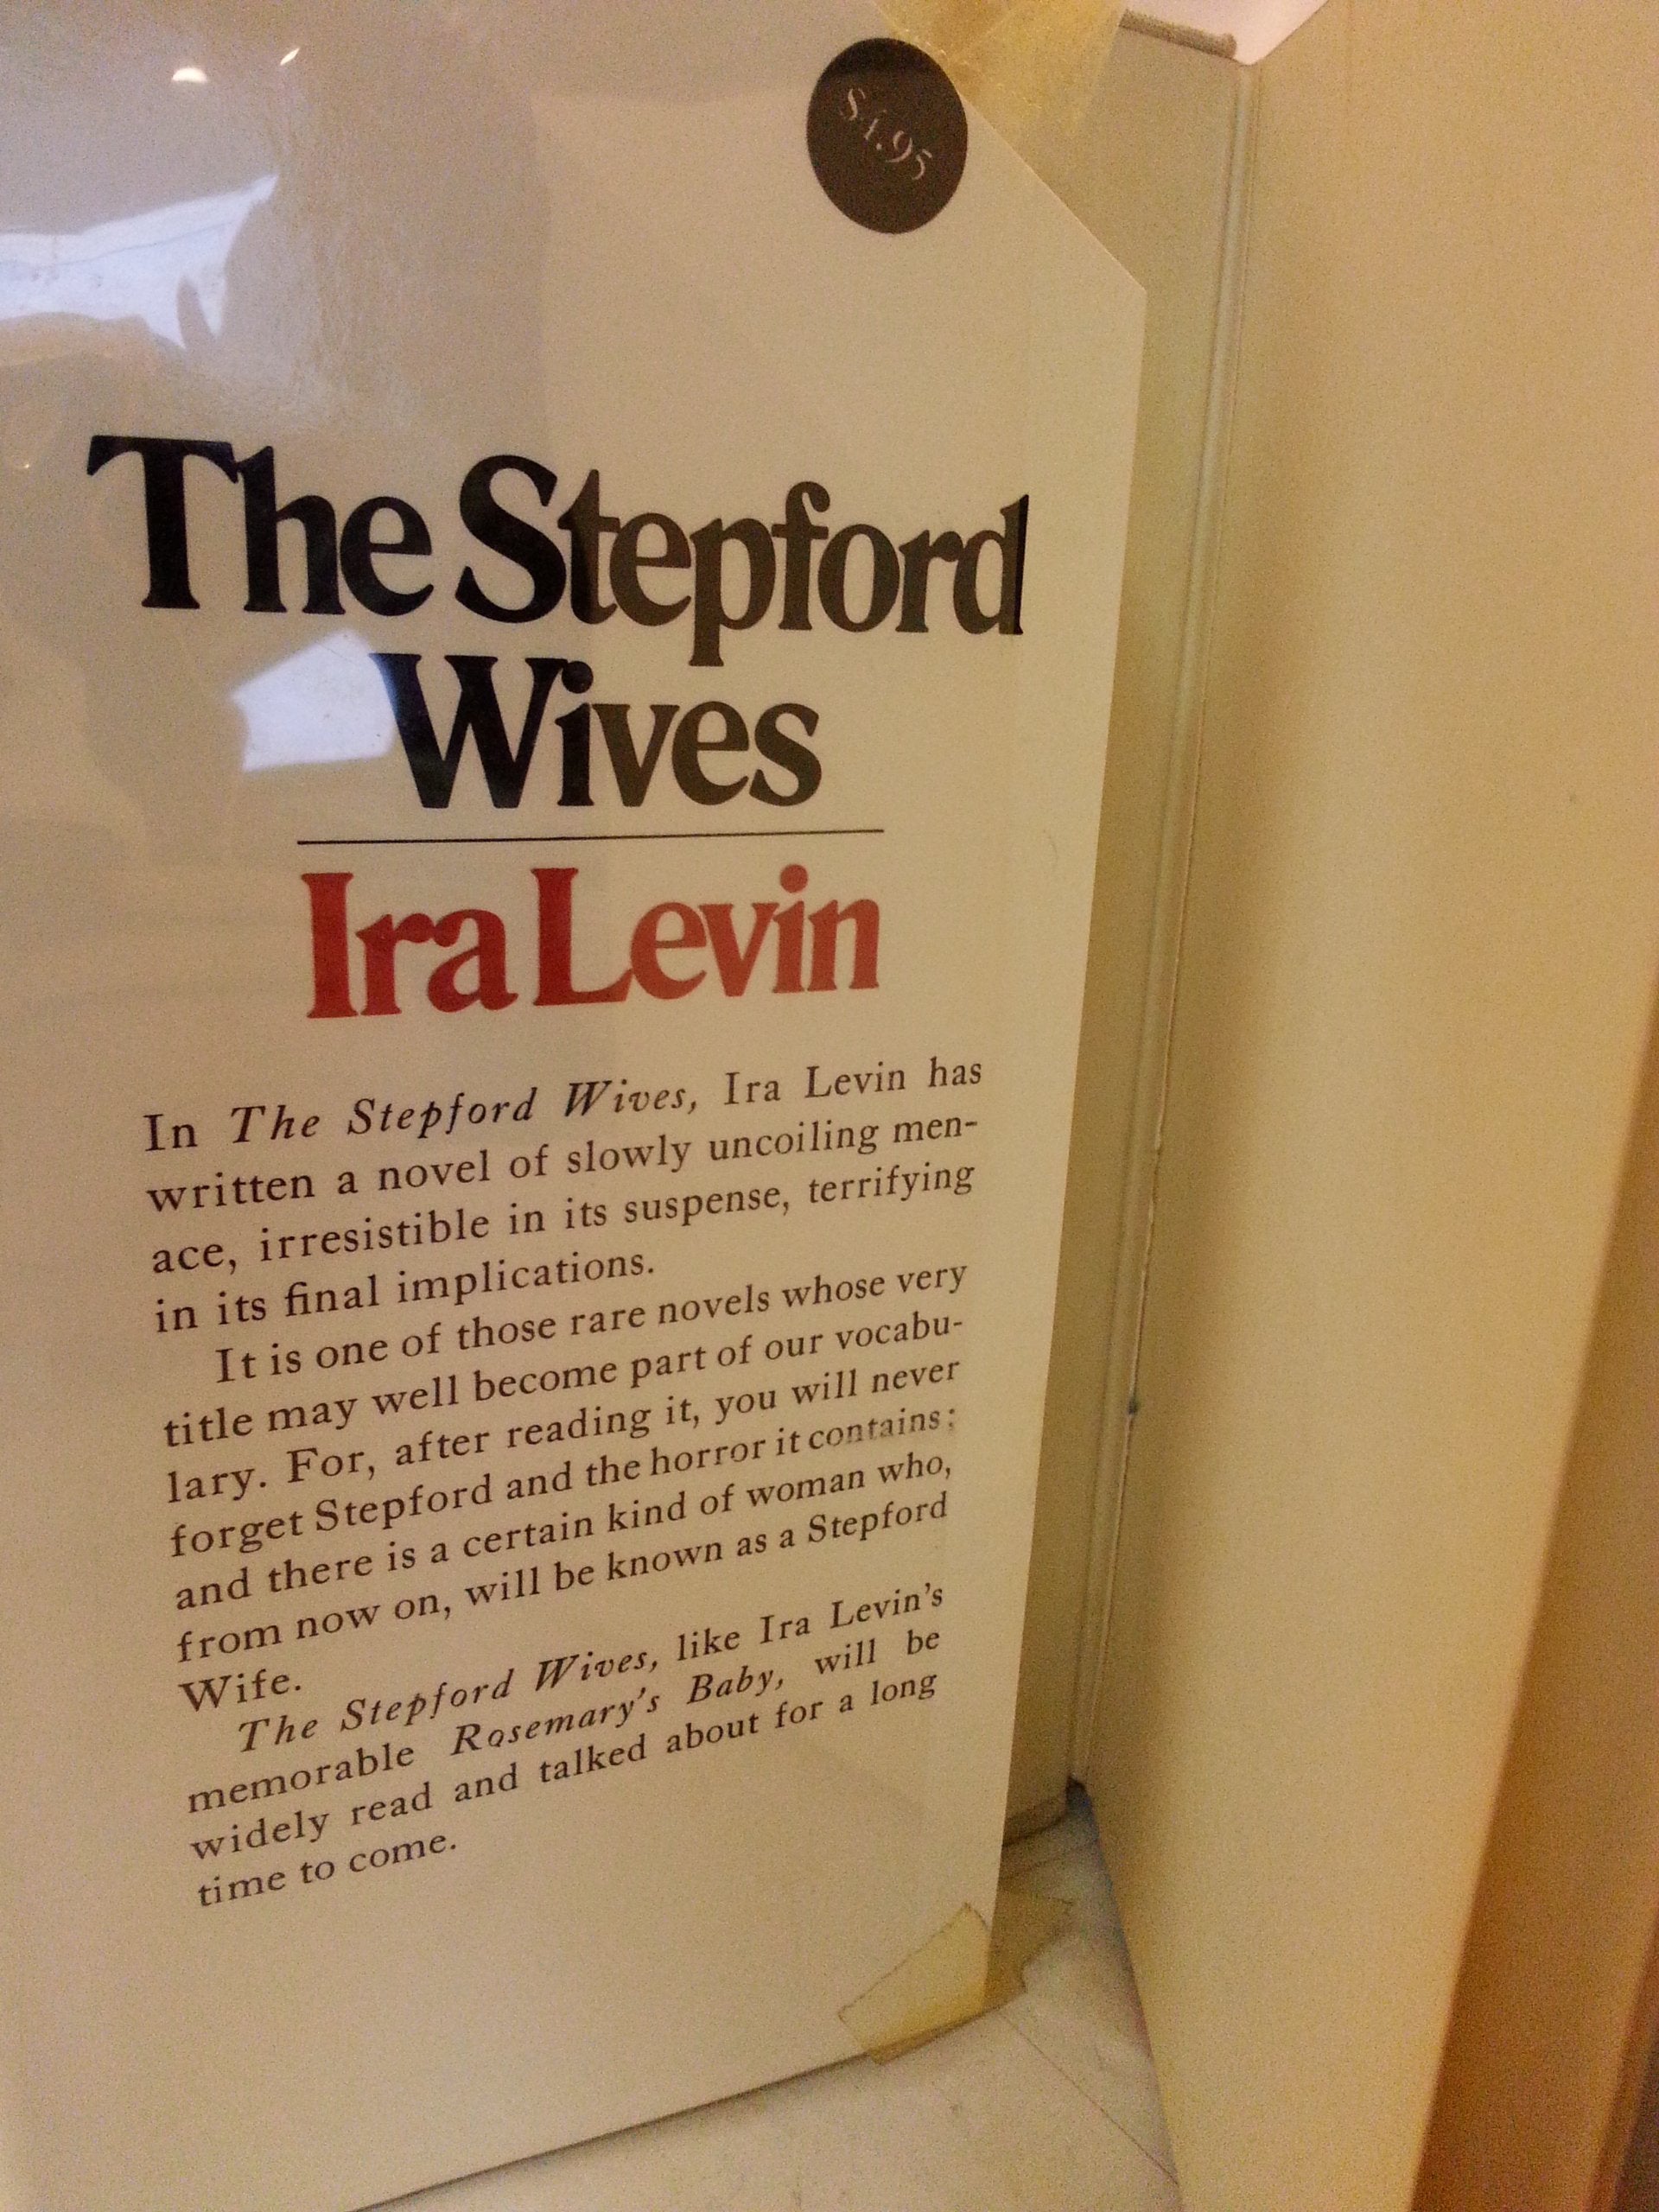 $4.95
The Stepford
Wives
Ira Levin
In The Stepford Wives, Ira Levin has
written a novel of slowly uncoiling men-
ace, irresistible in its suspense, terrifying
in its final implications.
It is one of those rare novels whose very
title may well become part of our vocabu-
lary. For, after reading it, you will never
forget Stepford and the horror it contains;
and there is a certain kind of woman who,
from now on, will be known as a Stepford
Wife.
The Stepford Wives, like Ira Levin's
memorable Rosemary's Baby, will be
widely read and talked about for a long
time to come.